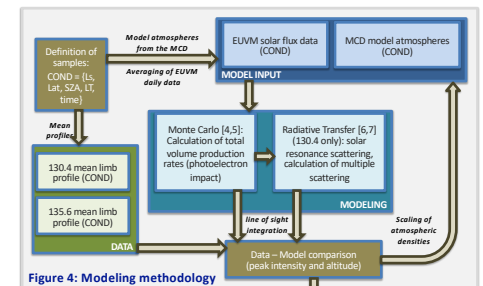 Definition of
samples:
COND = (Ls,
Lat, SZA, LT,
time)
Model atmospheres
from the MCD
Averaging of EUVM
daily data
EUVM solar flux data
(COND)
MCD model atmospheres
(COND)
MODEL INPUT
Mean
profiles
130.4 mean limb
profile (COND)
135.6 mean limb
profile (COND)
DATA
Monte Carlo [4,5]:
Calculation of total
volume production
rates (photoelectron
impact)
Radiative Transfer [6,7]
(130.4 only): solar
resonance scattering,
calculation of multiple
scattering
MODELING
line of sight
integration
Scaling of
atmospheric
densities
Data – Model comparison
(peak intensity and altitude)
Figure 4: Modeling methodology